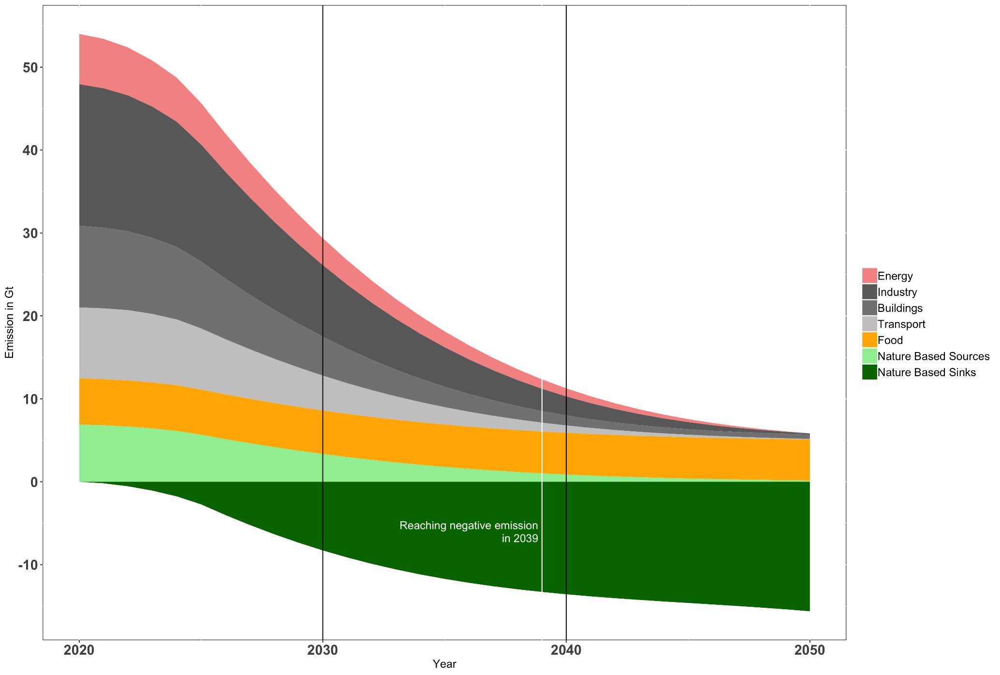 50
40
30
20
10
0
-10
Emission in Gt
Reaching negative emission
in 2039
2020
2030
2040
2050
Year
Energy
Industry
Buildings
Transport
Food
Nature Based Sources
Nature Based Sinks